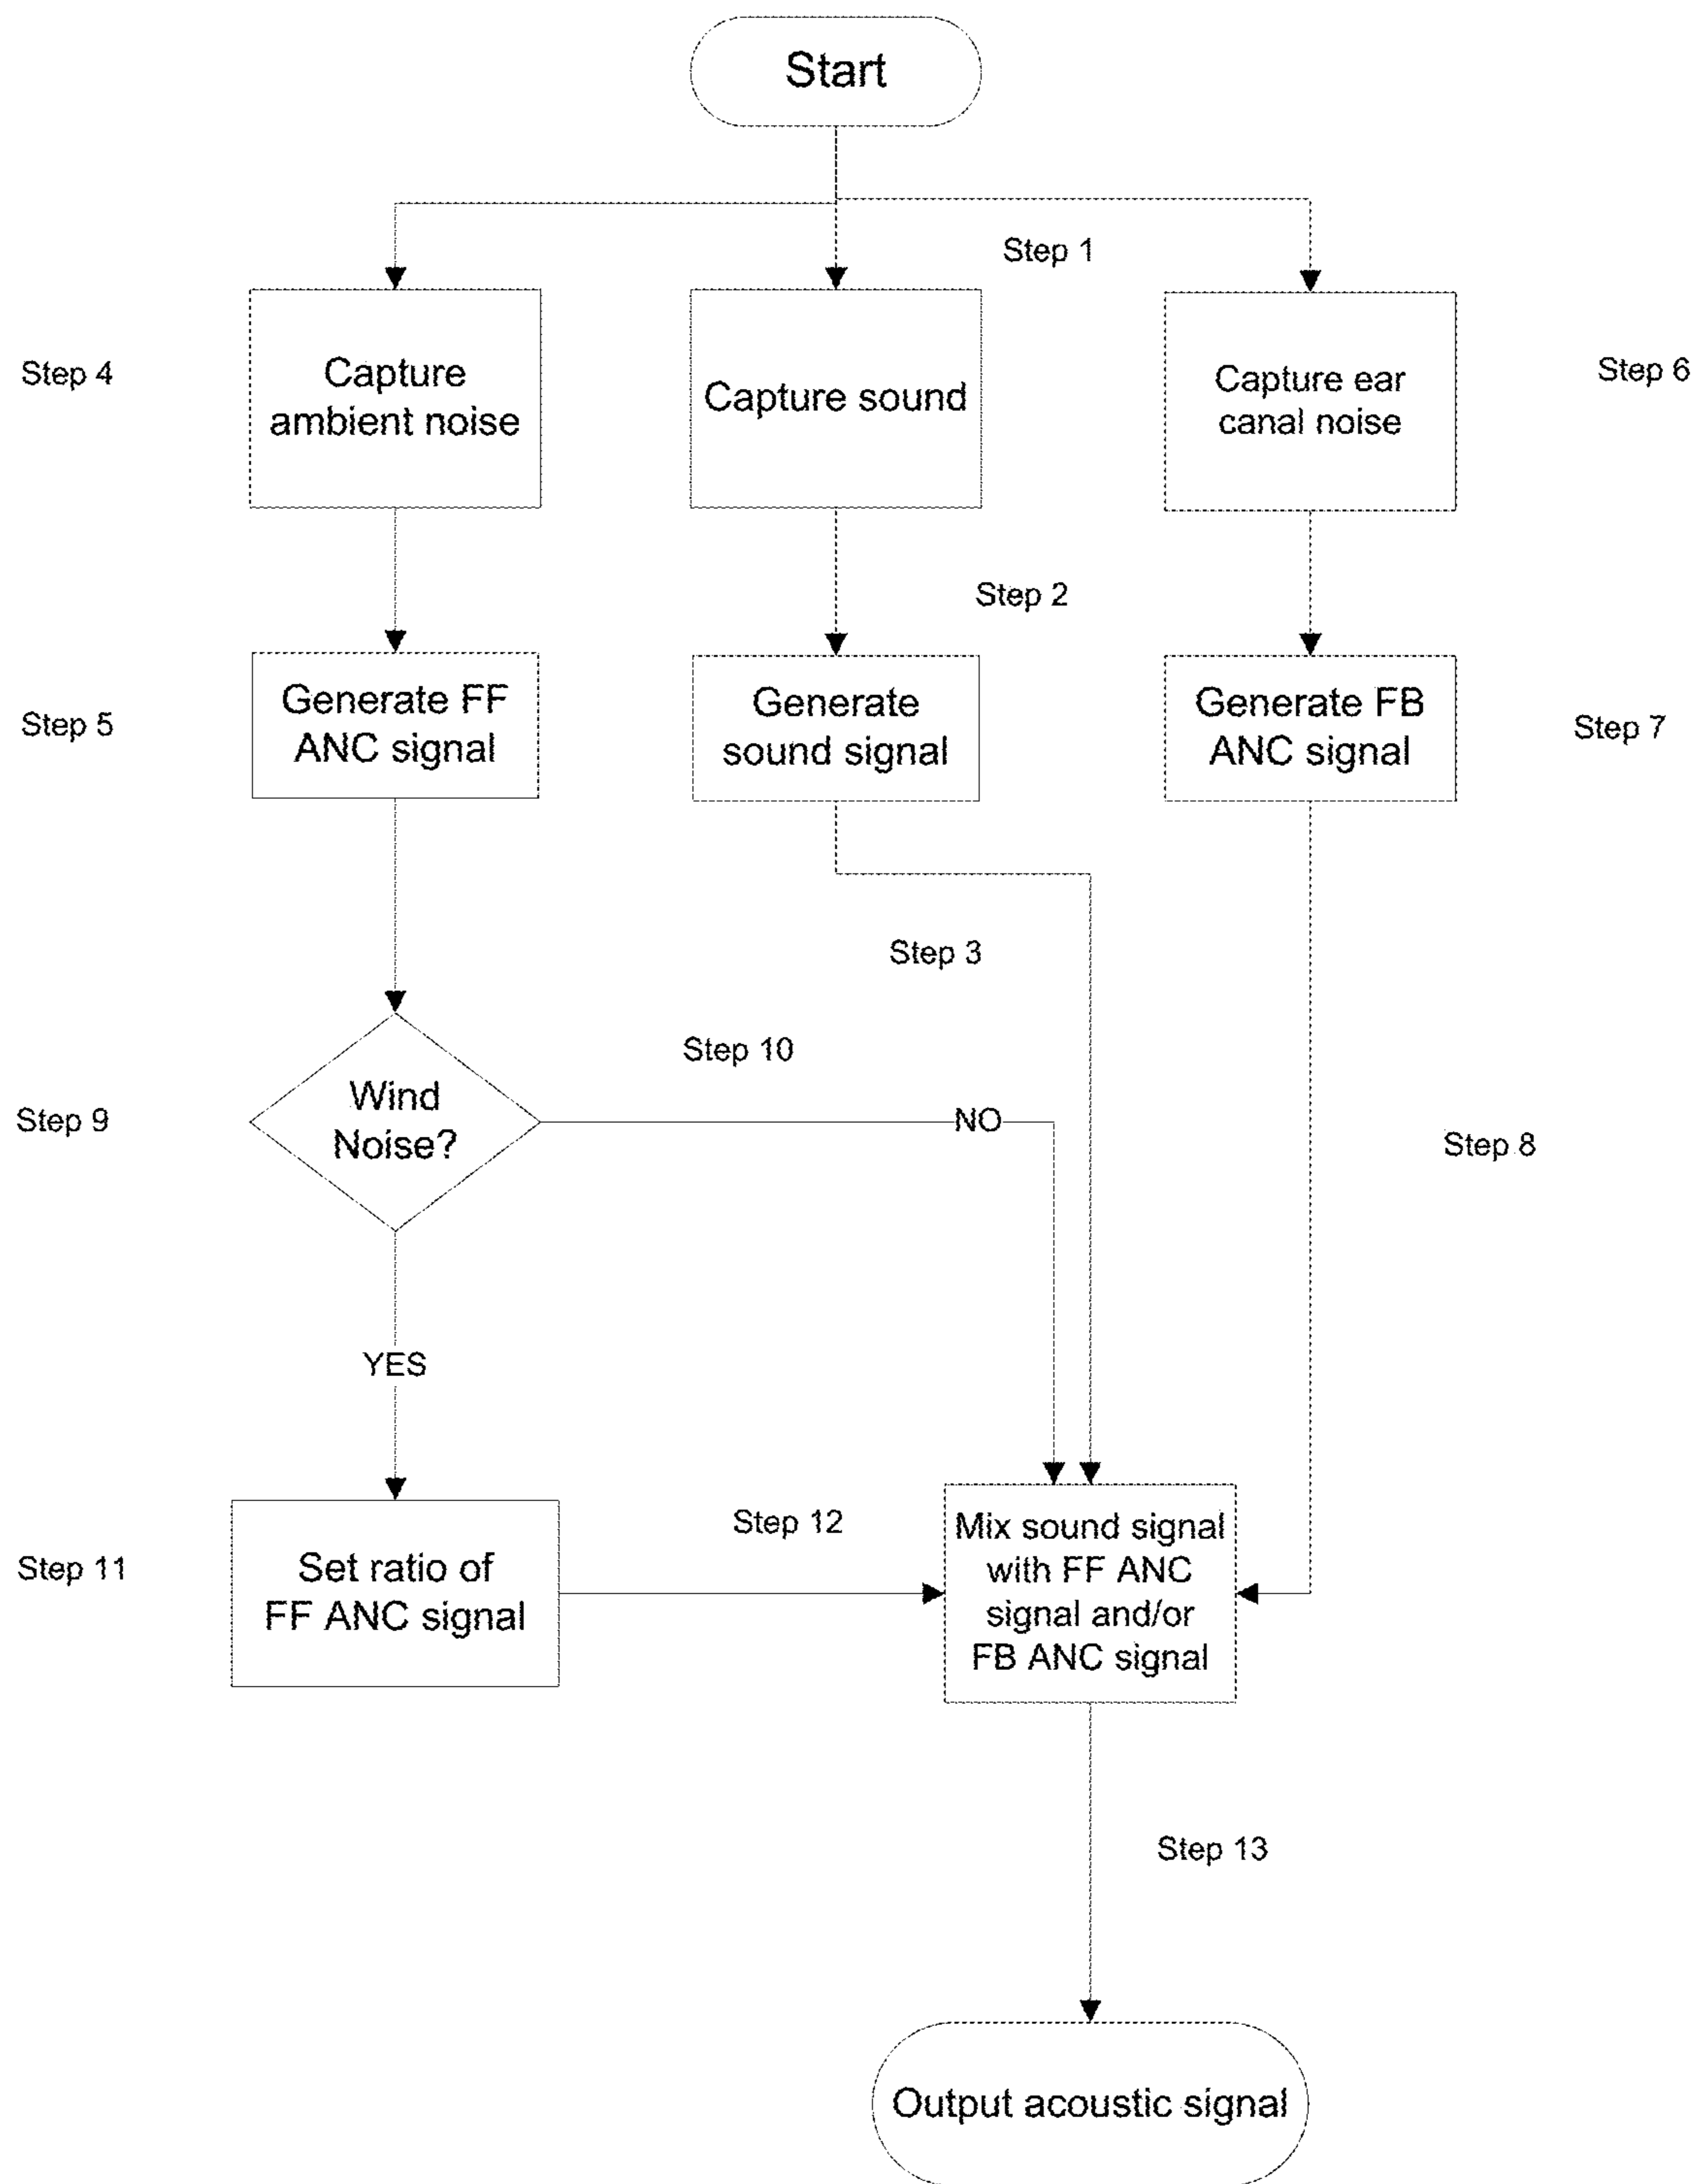 Start
Step 1
Step 4
Capture
ambient noise
Capture sound
Capture ear
canal noise
Step 6
Step 2
Step 5
Generate FF
ANC signal
Generate
sound signal
Generate FB
ANC signal
Step 7
Step 3
Step 10
Step 9
Wind
Noise?
NO
Step 8
YES
Step 11
Set ratio of
FF ANC signal
Step 12
Mix sound signal
with FF ANC
signal and/or
FB ANC signal
Step 13
Output acoustic signal